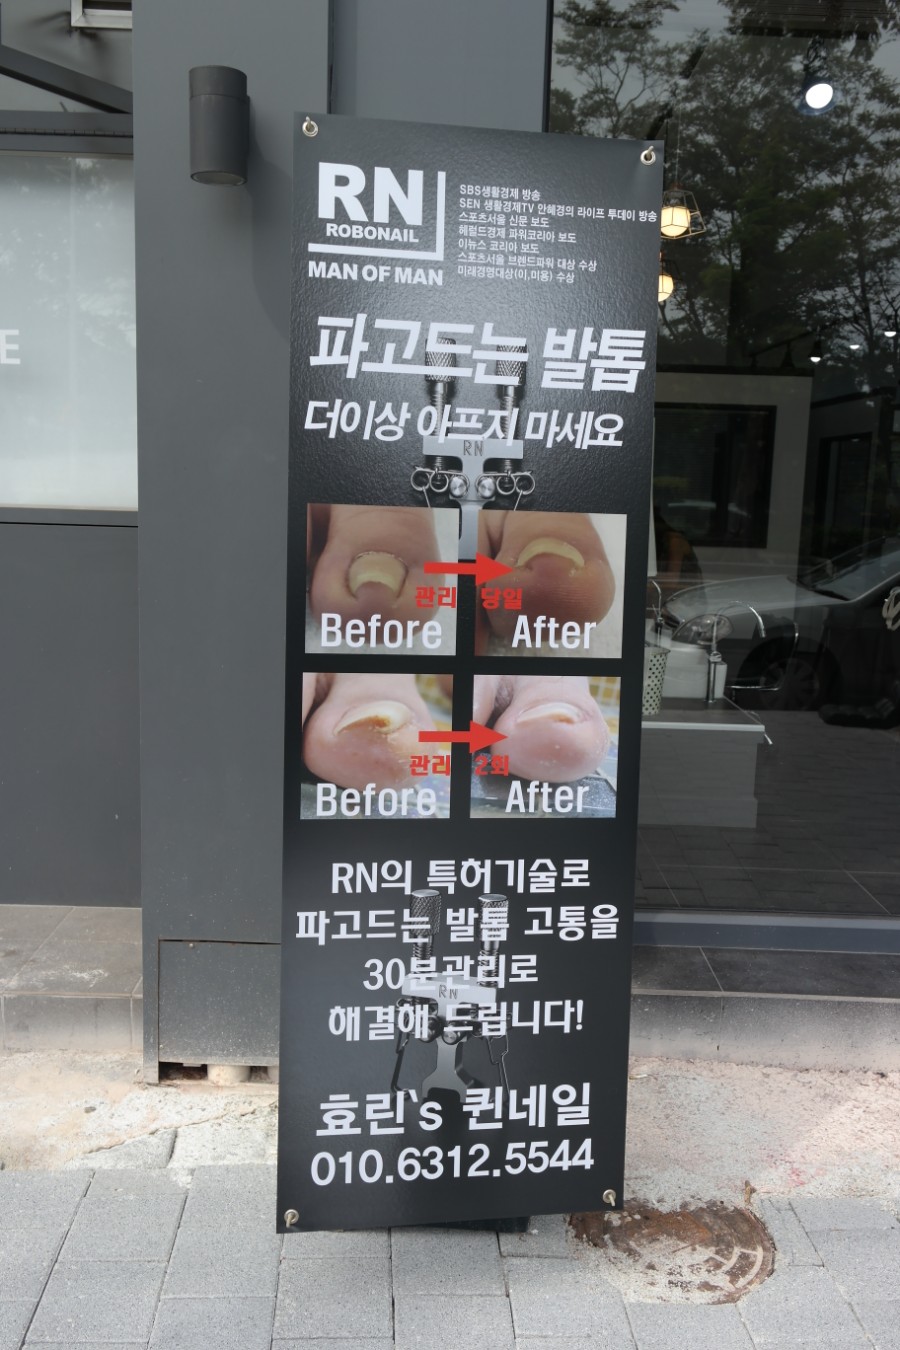 RN
ROBONAIL
MAN OF MAN
SBS생활경제 방송
SEN 생활경제TV 안혜경의 라이프 투데이 방송
스포츠서울 신문 보도
헤럴드경제 파워코리아 보도
이뉴스 코리아 보도
스포츠서울 브렌드파워 대상 수상
미래경영대상(이,미용) 수상
파고드는 발톱
더이상 아프지 마세요
RN
관리 당일
Before After
관리 2회
Before After
RN의 특허기술로
파고드는 발톱 고통을
30분관리로
RN
해결해 드립니다!
효린`s 퀸네일
010.6312.5544
E